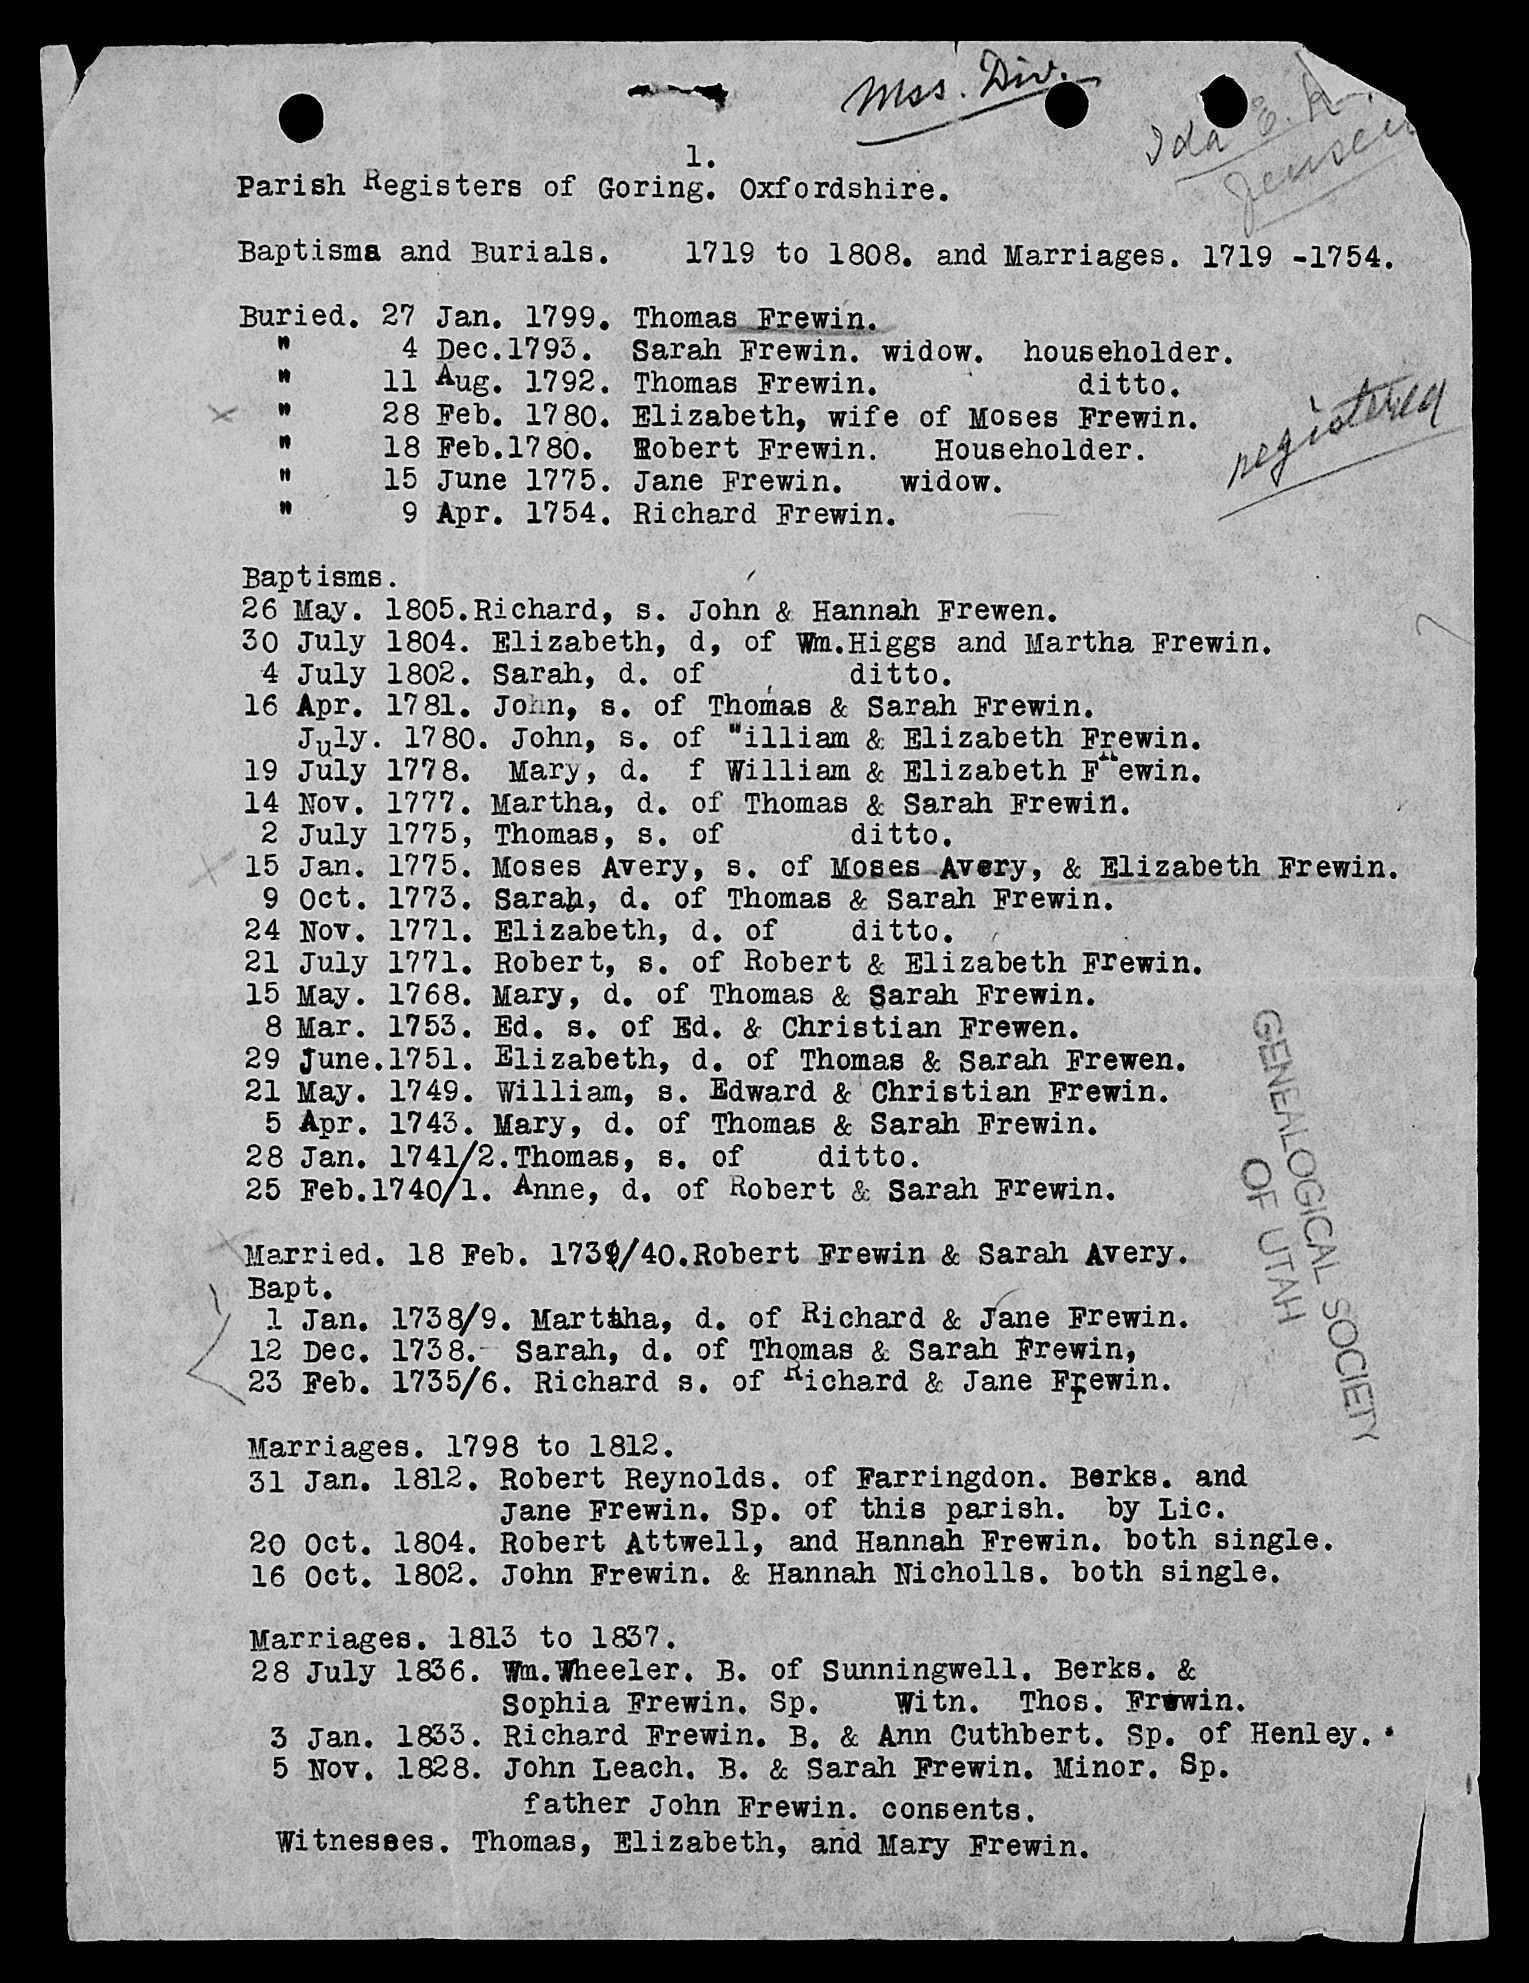 Mss. Div.
Ida E. K.
Jensen
1.
Parish Registers of Goring. Oxfordshire.
Baptisms and Burials. 1719 to 1808. and Marriages. 1719 -1754.
Buried. 27 Jan. 1799. Thomas Frewin.
" 4 Dec.1793. Sarah Frewin. widow. householder.
" 11 Aug. 1792. Thomas Frewin. ditto.
× " 28 Feb. 1780. Elizabeth, wife of Moses Frewin.
" 18 Feb.1780. Robert Frewin. Householder.
" 15 June 1775. Jane Frewin. widow.
" 9 Apr. 1754. Richard Frewin.
registered
Baptisms.
26 May. 1805.Richard, s. John & Hannah Frewen.
30 July 1804. Elizabeth, d, of Wm.Higgs and Martha Frewin.
4 July 1802. Sarah, d. of ditto.
16 Apr. 1781. John, s. of Thomas & Sarah Frewin.
July. 1780. John, s. of "illiam & Elizabeth Frewin.
19 July 1778. Mary, d. f William & Elizabeth F"ewin.
14 Nov. 1777. Martha, d. of Thomas & Sarah Frewin.
2 July 1775, Thomas, s. of ditto.
× 15 Jan. 1775. Moses Avery, s. of Moses Avery, & Elizabeth Frewin.
9 Oct. 1773. Sarah, d. of Thomas & Sarah Frewin.
24 Nov. 1771. Elizabeth, d. of ditto.
21 July 1771. Robert, s. of Robert & Elizabeth Frewin.
15 May. 1768. Mary, d. of Thomas & Sarah Frewin.
8 Mar. 1753. Ed. s. of Ed. & Christian Frewen.
29 June.1751. Elizabeth, d. of Thomas & Sarah Frewen.
21 May. 1749. William, s. Edward & Christian Frewin.
5 Apr. 1743. Mary, d. of Thomas & Sarah Frewin.
28 Jan. 1741/2.Thomas, s. of ditto.
25 Feb.1740/1. Anne, d. of Robert & Sarah Frewin.
GENEALOGICAL SOCIETY
OF UTAH
× Married. 18 Feb. 1739/40.Robert Frewin & Sarah Avery.
Bapt.
1 Jan. 1738/9. Marttha, d. of Richard & Jane Frewin.
12 Dec. 1738.- Sarah, d. of Thomas & Sarah Frewin,
23 Feb. 1735/6. Richard s. of Richard & Jane Frewin.
Marriages. 1798 to 1812.
31 Jan. 1812. Robert Reynolds. of Farringdon. Berks. and
Jane Frewin. Sp. of this parish. by Lic.
20 Oct. 1804. Robert Attwell, and Hannah Frewin. both single.
16 Oct. 1802. John Frewin. & Hannah Nicholls. both single.
Marriages. 1813 to 1837.
28 July 1836. Wm.Wheeler. B. of Sunningwell. Berks. &
Sophia Frewin. Sp. Witn. Thos. Frewin.
3 Jan. 1833. Richard Frewin. B. & Ann Cuthbert. Sp. of Henley.
5 Nov. 1828. John Leach. B. & Sarah Frewin. Minor. Sp.
father John Frewin. consents.
Witnesses. Thomas, Elizabeth, and Mary Frewin.